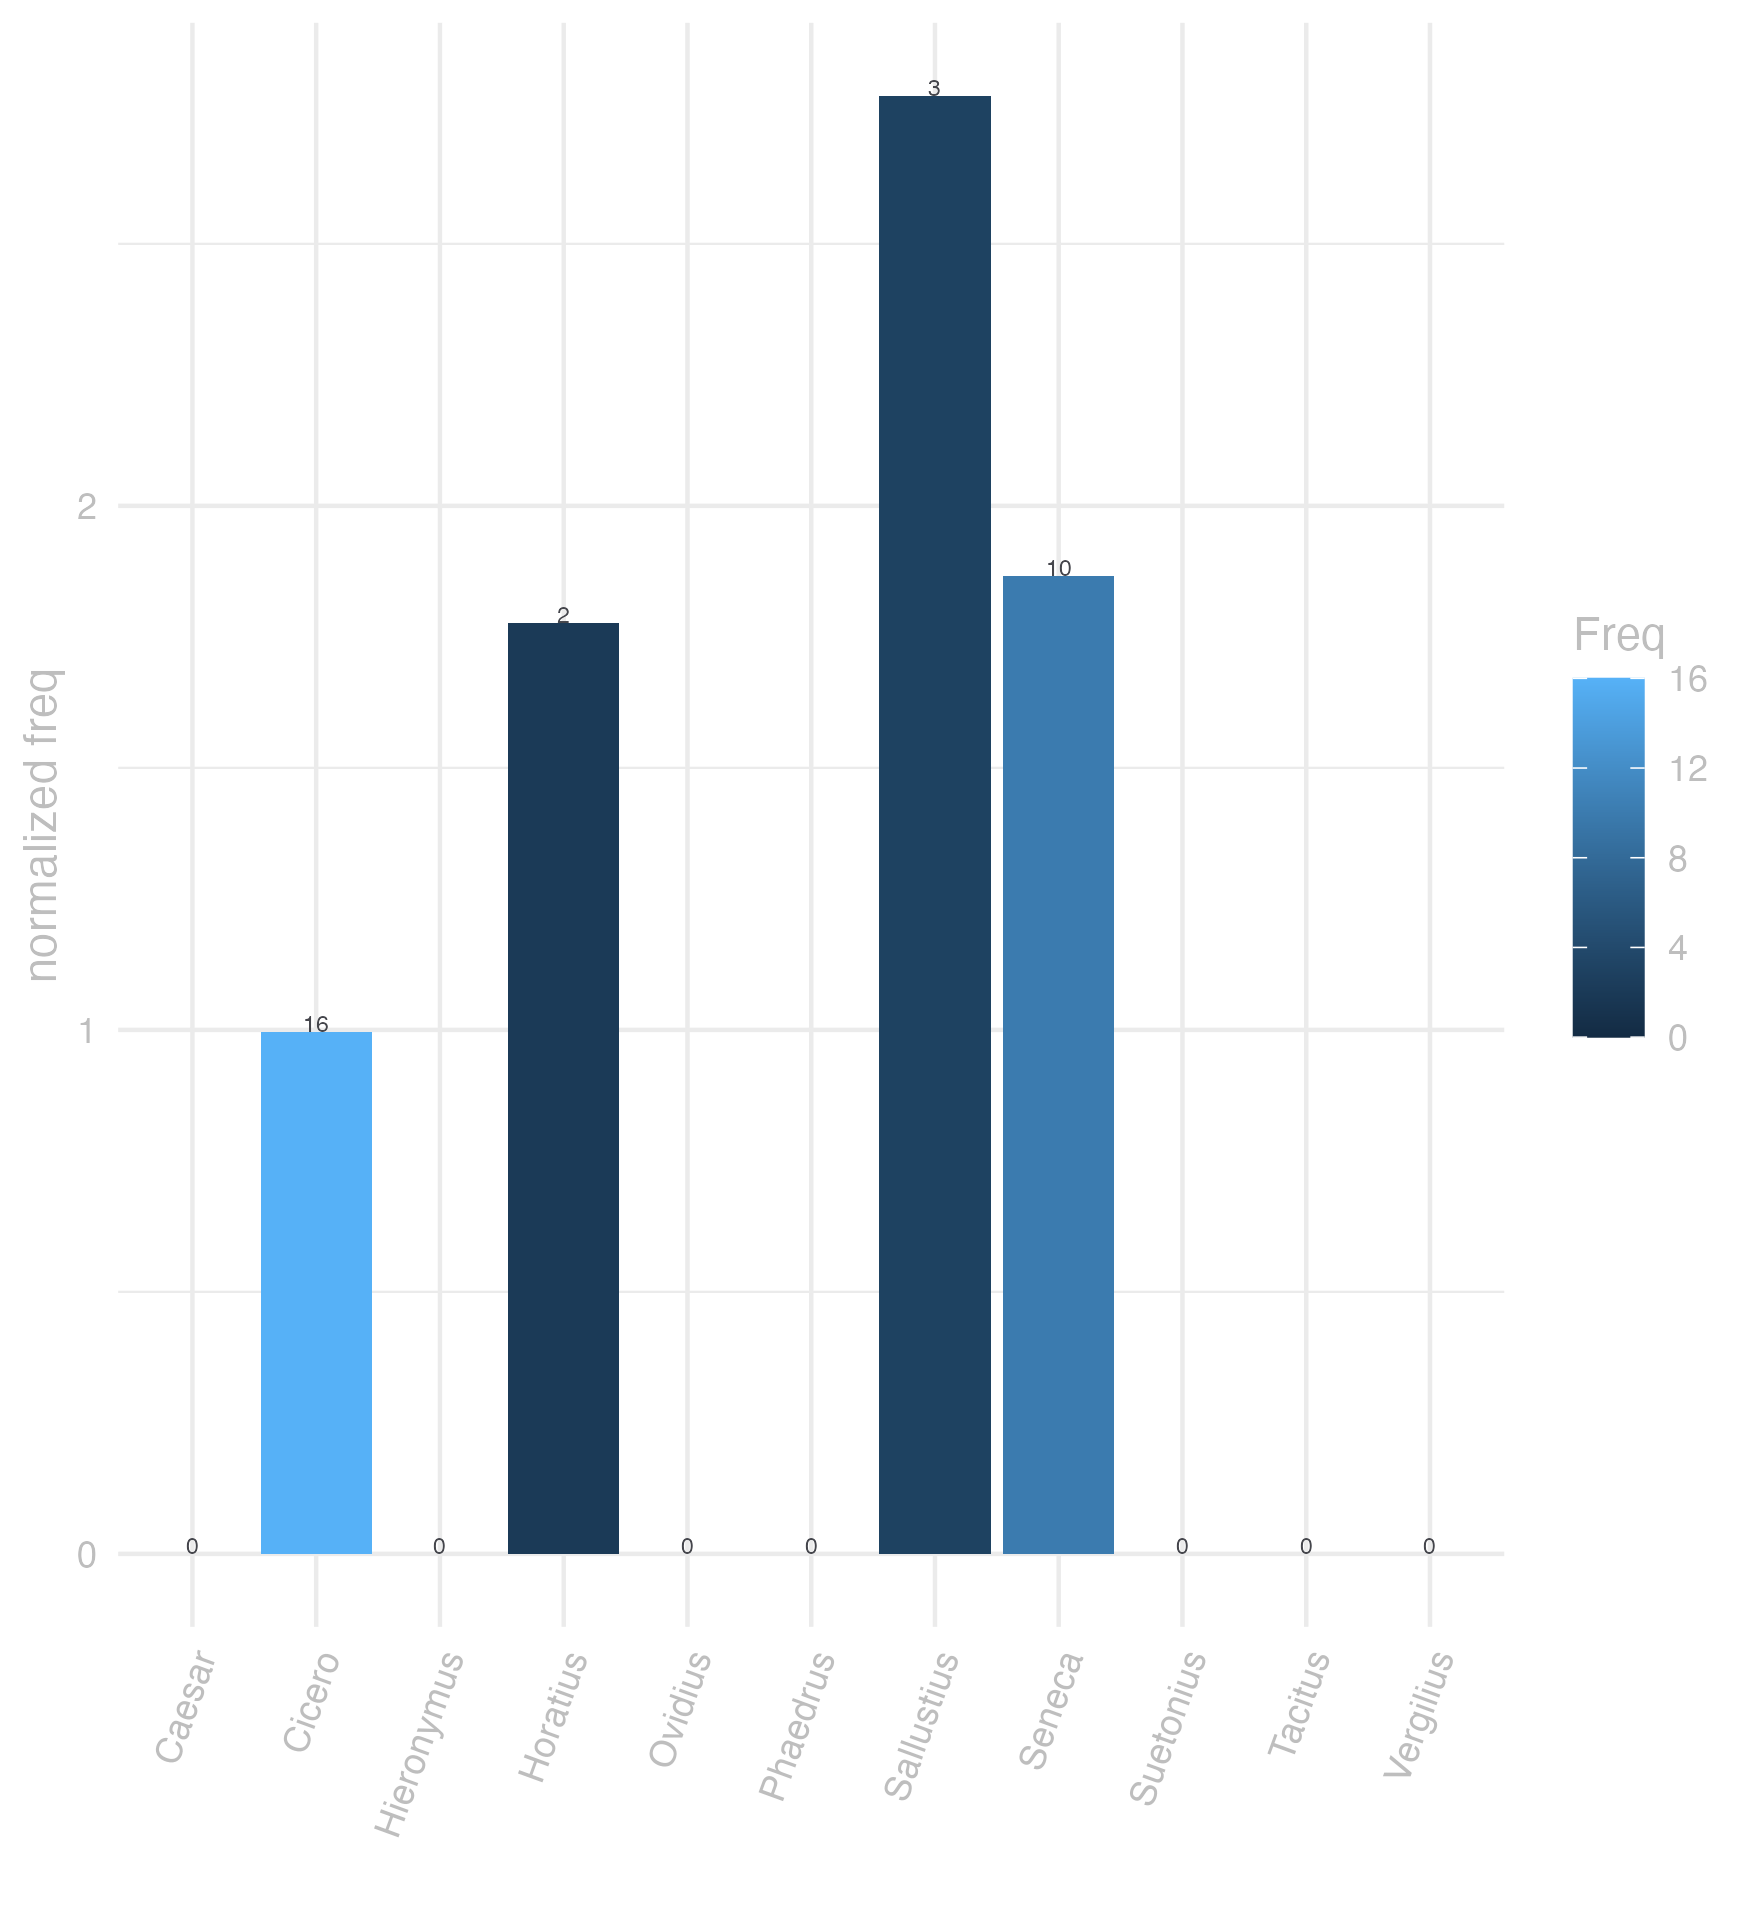 3
2
10
2
Freq
16
12
8
4
0
normalized freq
16
1
0
0
0
0
0
0
0
0
Caesar
Cicero
Hieronymus
Horatius
Ovidius
Phaedrus
Sallustius
Seneca
Suetonius
Tacitus
Vergilius